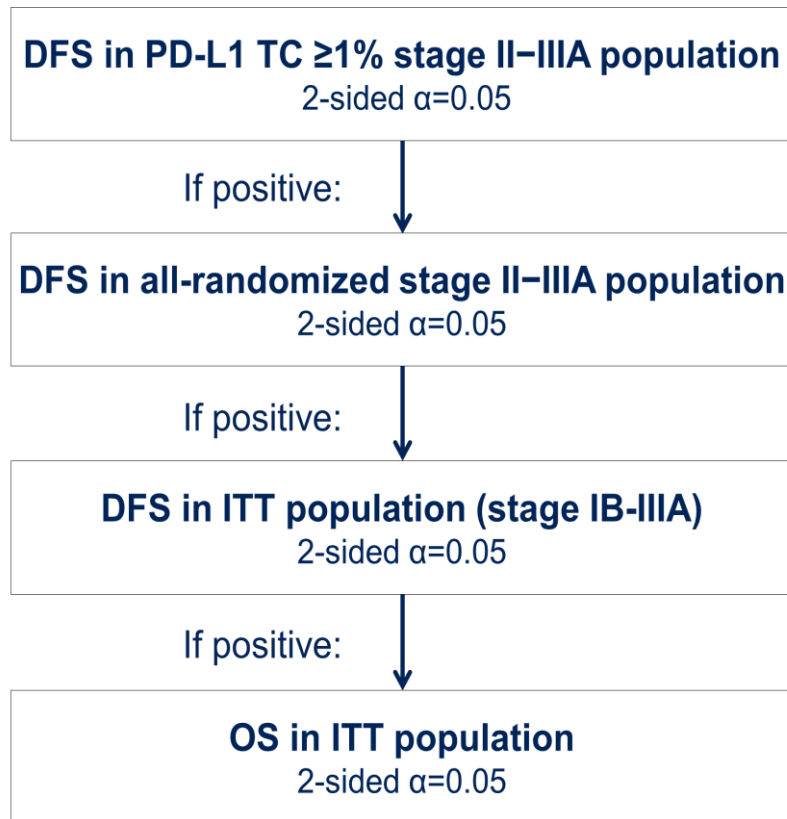 DFS in PD-L1 TC ≥1% stage II–IIIA population
2-sided α=0.05
If positive:
DFS in all-randomized stage II–IIIA population
2-sided α=0.05
If positive:
DFS in ITT population (stage IB-IIIA)
2-sided α=0.05
If positive:
OS in ITT population
2-sided α=0.05